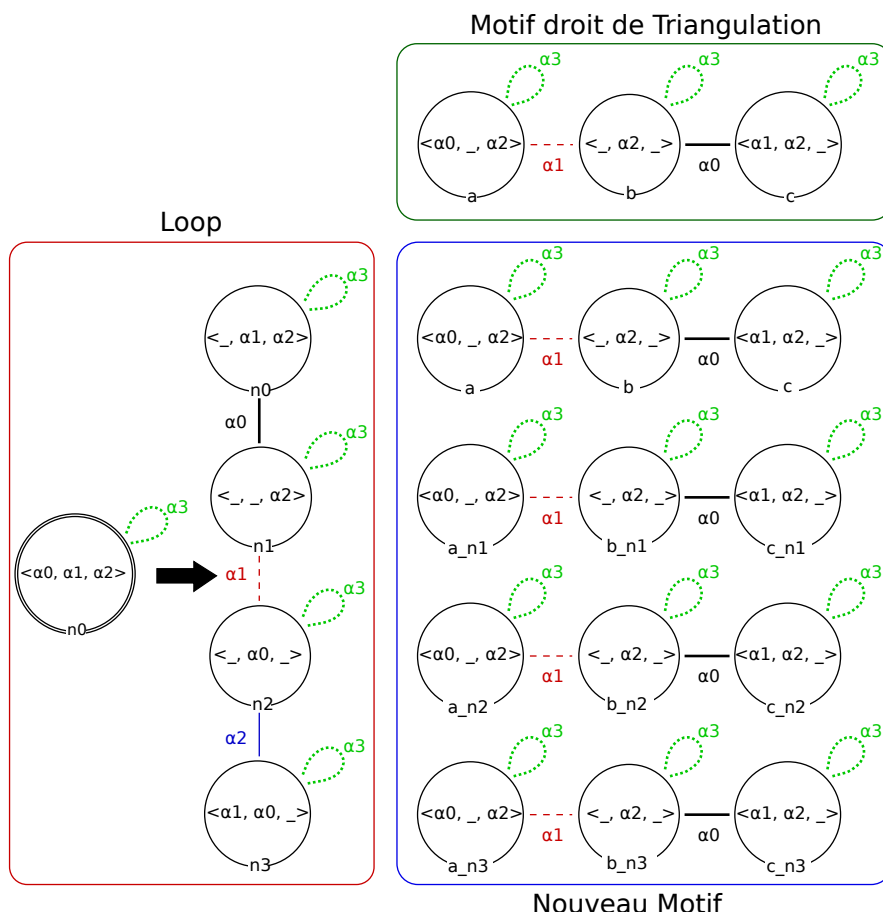 Motif droit de Triangulation
α3 α3 α3
<α0, _, α2> <_, α2, _> <α1, α2, _>
α1 α0
a b c
Loop
α3
<_, α1, α2>
n0
α0
α3
<_, _, α2>
n1
α3
<α0, α1, α2>
n0
α1
α3
<_, α0, _>
n2
α2
α3
<α1, α0, _>
n3
α3 α3 α3
<α0, _, α2> <_, α2, _> <α1, α2, _>
α1 α0
a b c
α3 α3 α3
<α0, _, α2> <_, α2, _> <α1, α2, _>
α1 α0
a_n1 b_n1 c_n1
α3 α3 α3
<α0, _, α2> <_, α2, _> <α1, α2, _>
α1 α0
a_n2 b_n2 c_n2
α3 α3 α3
<α0, _, α2> <_, α2, _> <α1, α2, _>
α1 α0
a_n3 b_n3 c_n3
Nouveau Motif